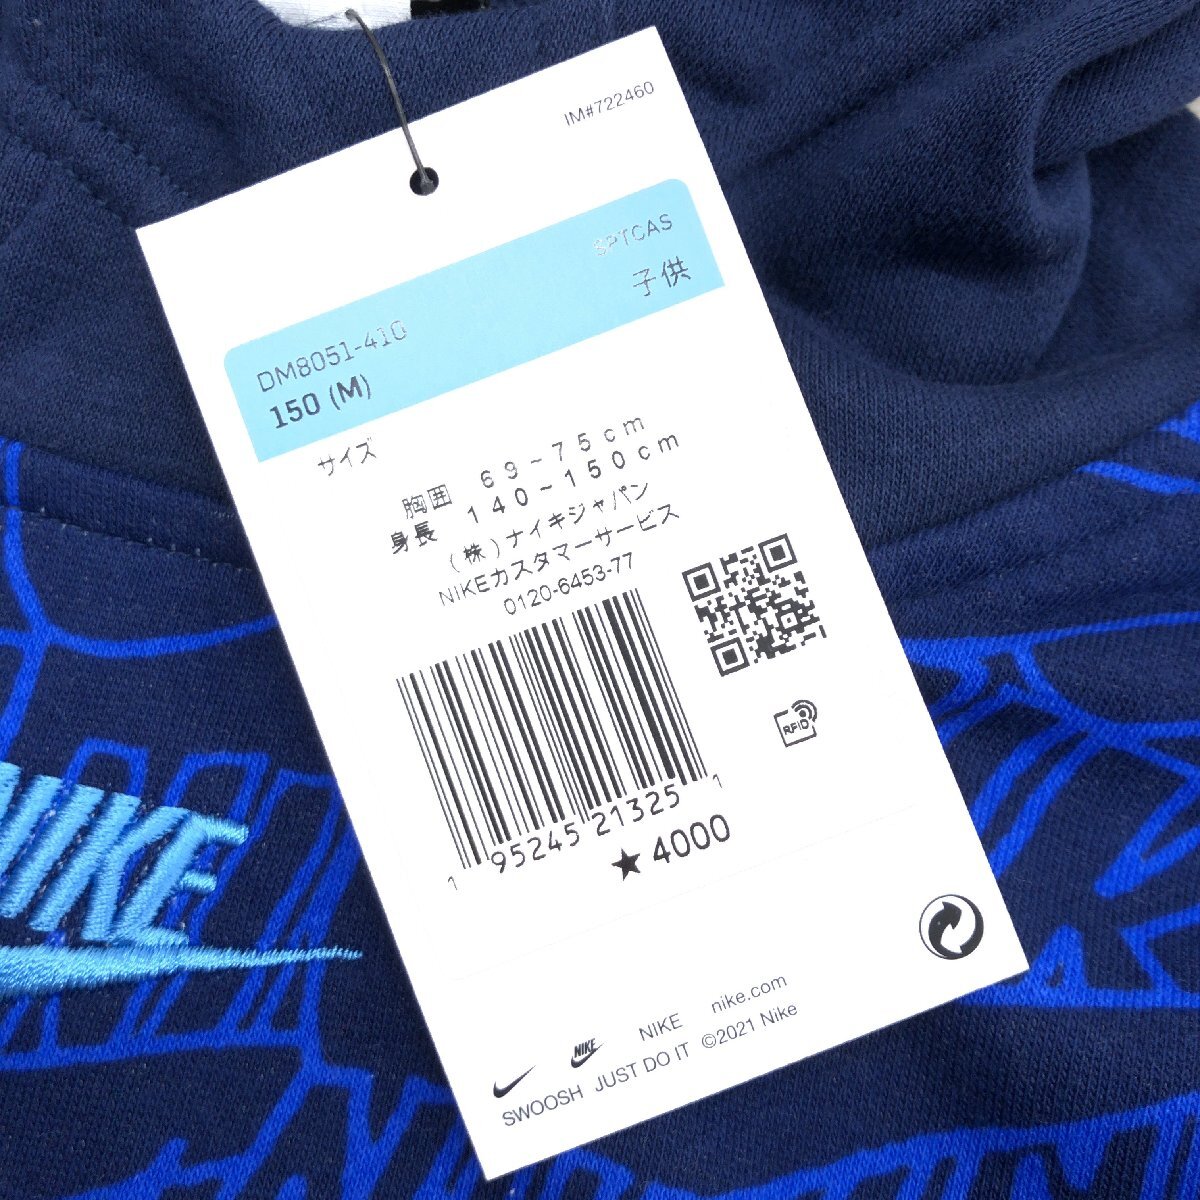 IM#722460
SPTCAS
子供
DM8051-410
150 (M)
サイズ
胸囲 69-75cm
身長 140-150cm
(株)ナイキジャパン
NIKEカスタマーサービス
0120-6453-77
RFID
1 95245 21325 1
★4000
NIKE nike.com
NIKE
SWOOSH JUST DO IT ©2021 Nike
NIKE